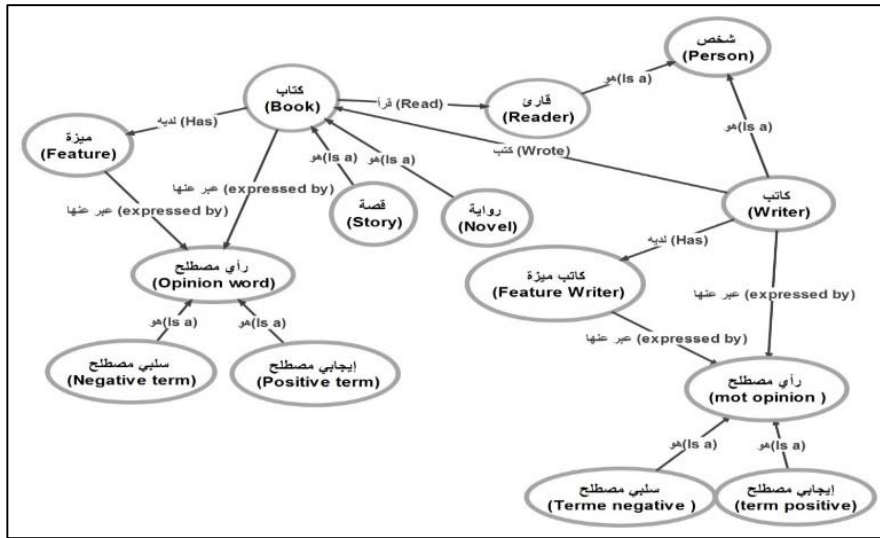 شخص
(Person)
هو(Is a)
كتاب
(Book)
قرأ (Read)
قارئ
(Reader)
هو(Is a)
لديه (Has)
ميزة
(Feature)
كتب (Wrote)
هو(Is a)
هو(Is a)
عبر عنها (expressed by)
عبر عنها (expressed by)
قصة
(Story)
رواية
(Novel)
كاتب
(Writer)
لديه (Has)
رأي مصطلح
(Opinion word)
كاتب ميزة
(Feature Writer)
عبر عنها (expressed by)
هو(Is a)
هو(Is a)
عبر عنها (expressed by)
سلبي مصطلح
(Negative term)
إيجابي مصطلح
(Positive term)
رأي مصطلح
(mot opinion )
هو(Is a)
هو(Is a)
سلبي مصطلح
(Terme negative )
إيجابي مصطلح
(term positive)